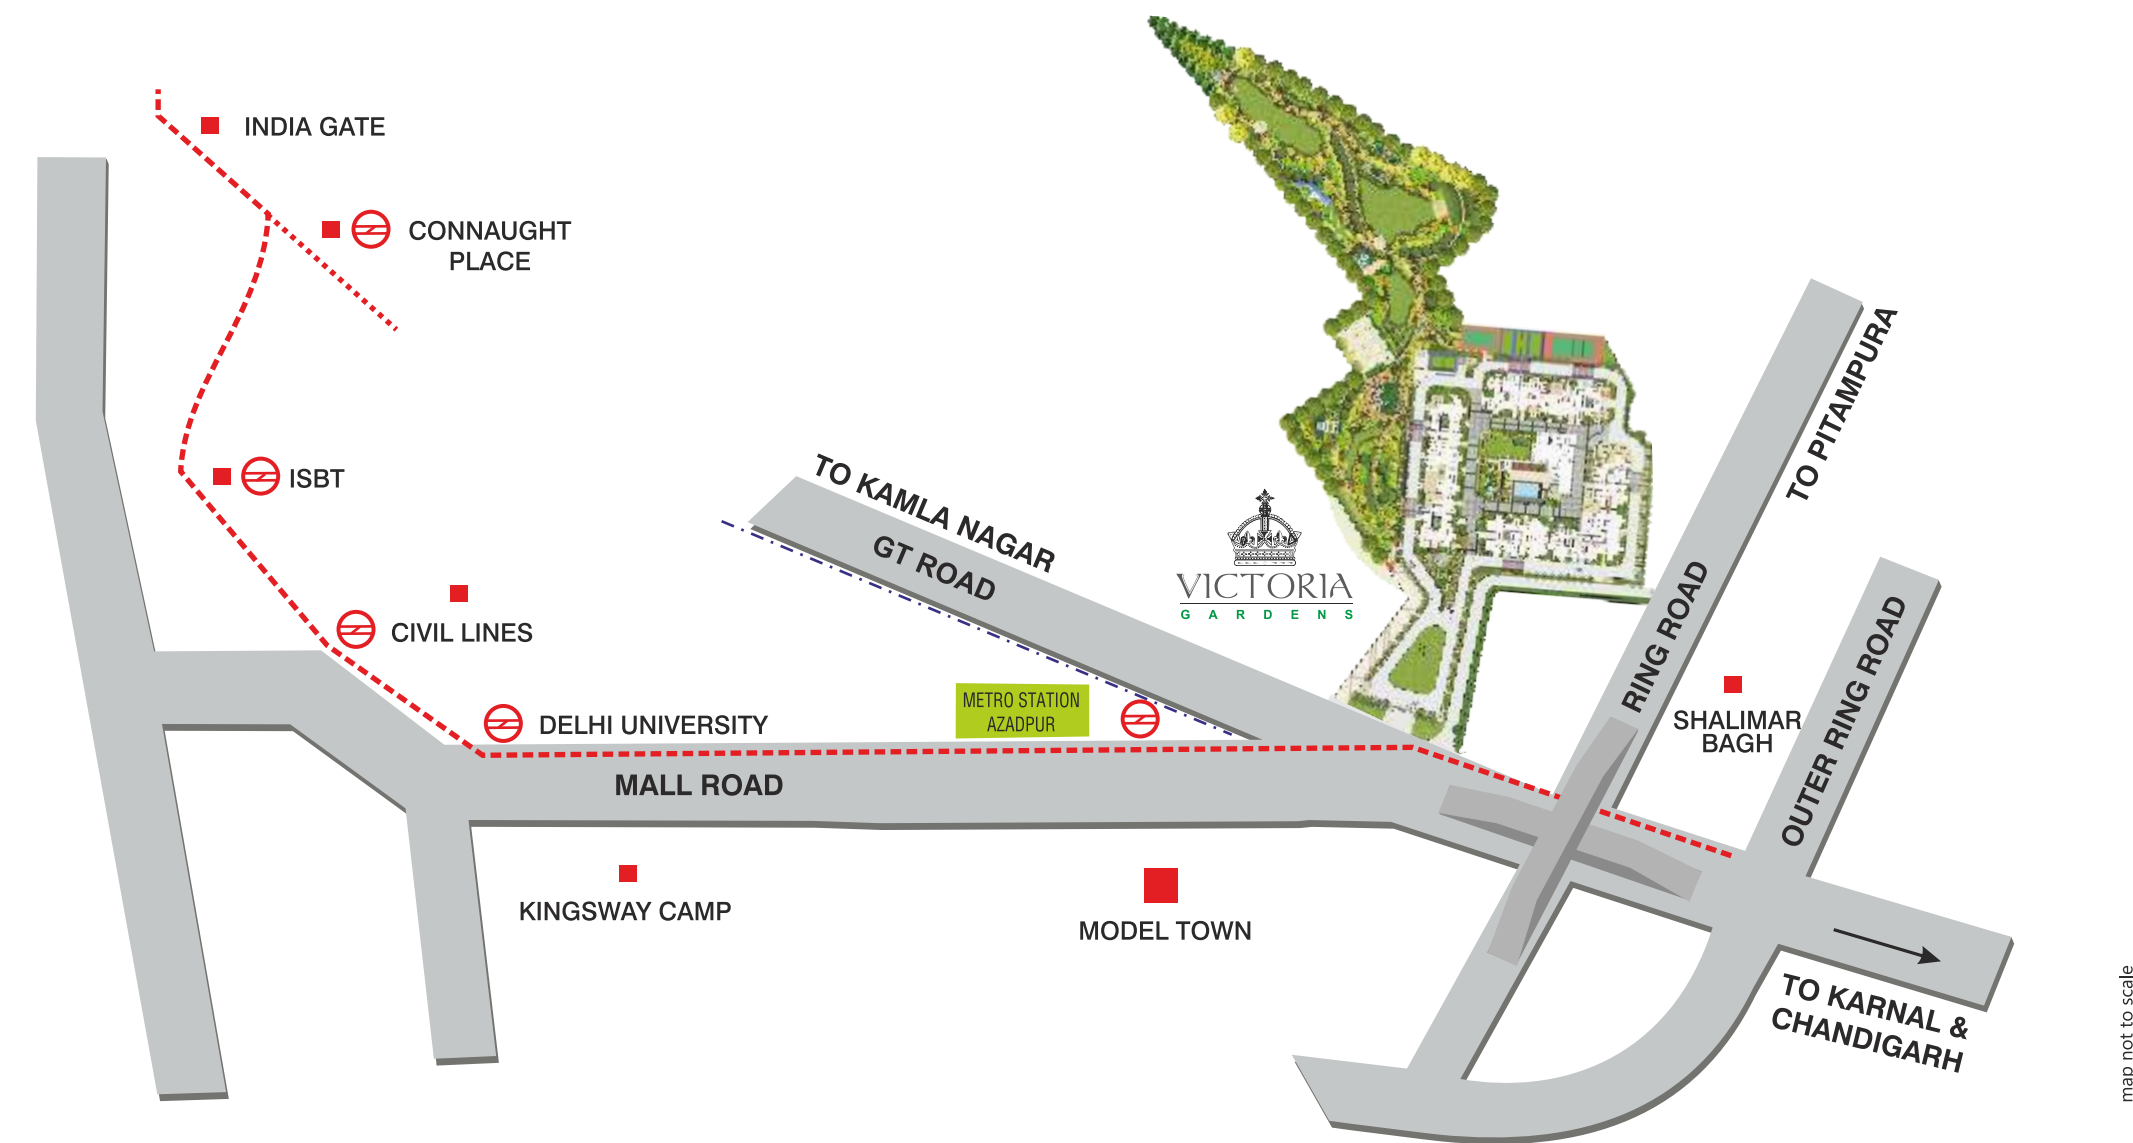 INDIA GATE
CONNAUGHT
PLACE
ISBT
CIVIL LINES
DELHI UNIVERSITY
MALL ROAD
KINGSWAY CAMP
TO KAMLA NAGAR
GT ROAD
METRO STATION
AZADPUR
VICTORIA
GARDENS
MODEL TOWN
TO PITAMPURA
RING ROAD
SHALIMAR
BAGH
OUTER RING ROAD
TO KARNAL &
CHANDIGARH
map not to scale